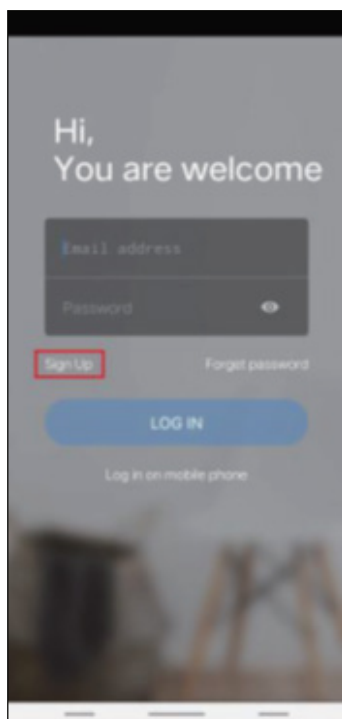 Hi,
You are welcome
Email address
Password
Sign Up Forget password
LOG IN
Log in on mobile phone